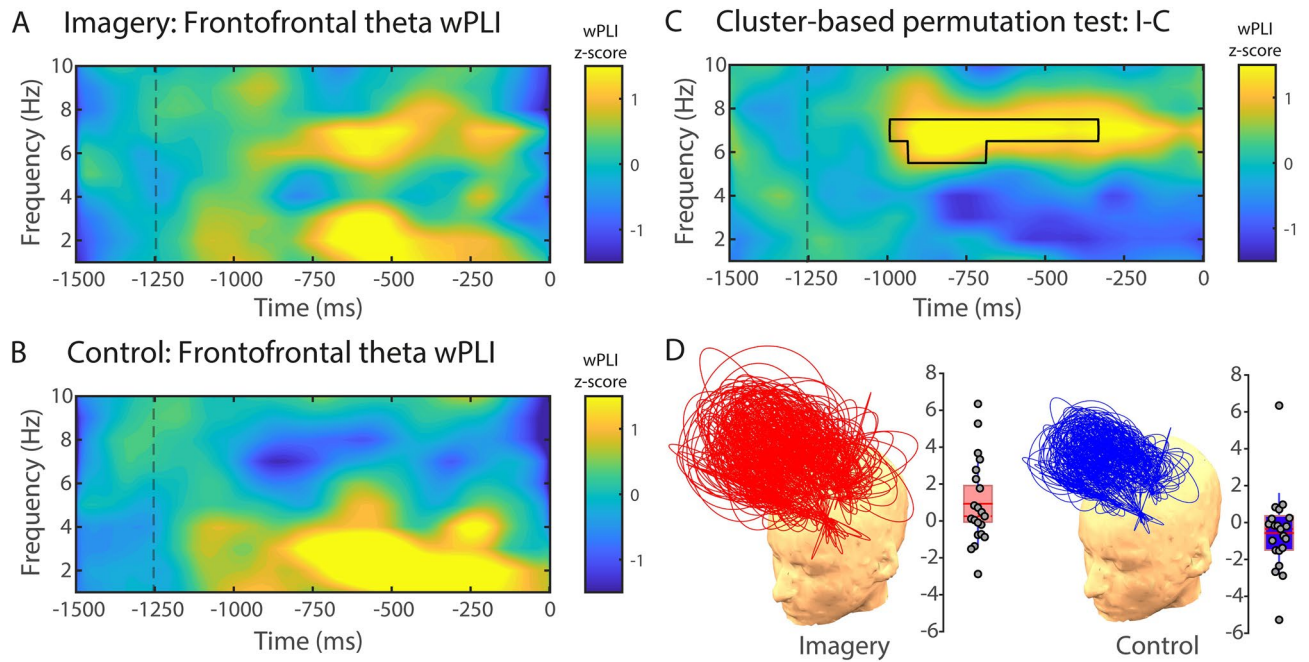 A Imagery: Frontofrontal theta wPLI
wPLI
z-score
10
8
6
4
2
Frequency (Hz)
1
0
-1
-1500 -1250 -1000 -750 -500 -250 0
Time (ms)
B Control: Frontofrontal theta wPLI
wPLI
z-score
10
8
6
4
2
Frequency (Hz)
1
0
-1
-1500 -1250 -1000 -750 -500 -250 0
Time (ms)
C Cluster-based permutation test: I-C
wPLI
z-score
10
8
6
4
2
Frequency (Hz)
1
0
-1
-1500 -1250 -1000 -750 -500 -250 0
Time (ms)
D
8
6
4
2
0
-2
-4
-6
Imagery
8
6
4
2
0
-2
-4
-6
Control